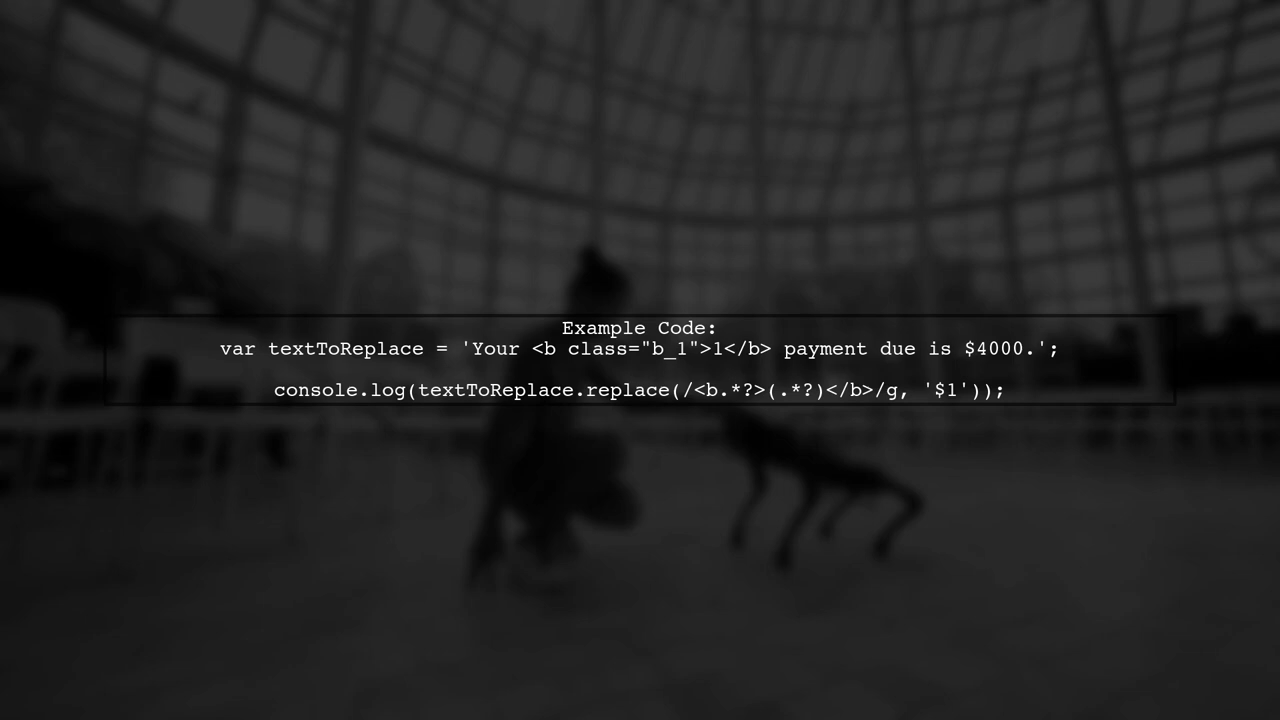 Example Code:
var textToReplace = 'Your <b class="b_1">1</b> payment due is $4000.';
console.log(textToReplace.replace(/<b.*?>(.*?)</b>/g, '$1'));